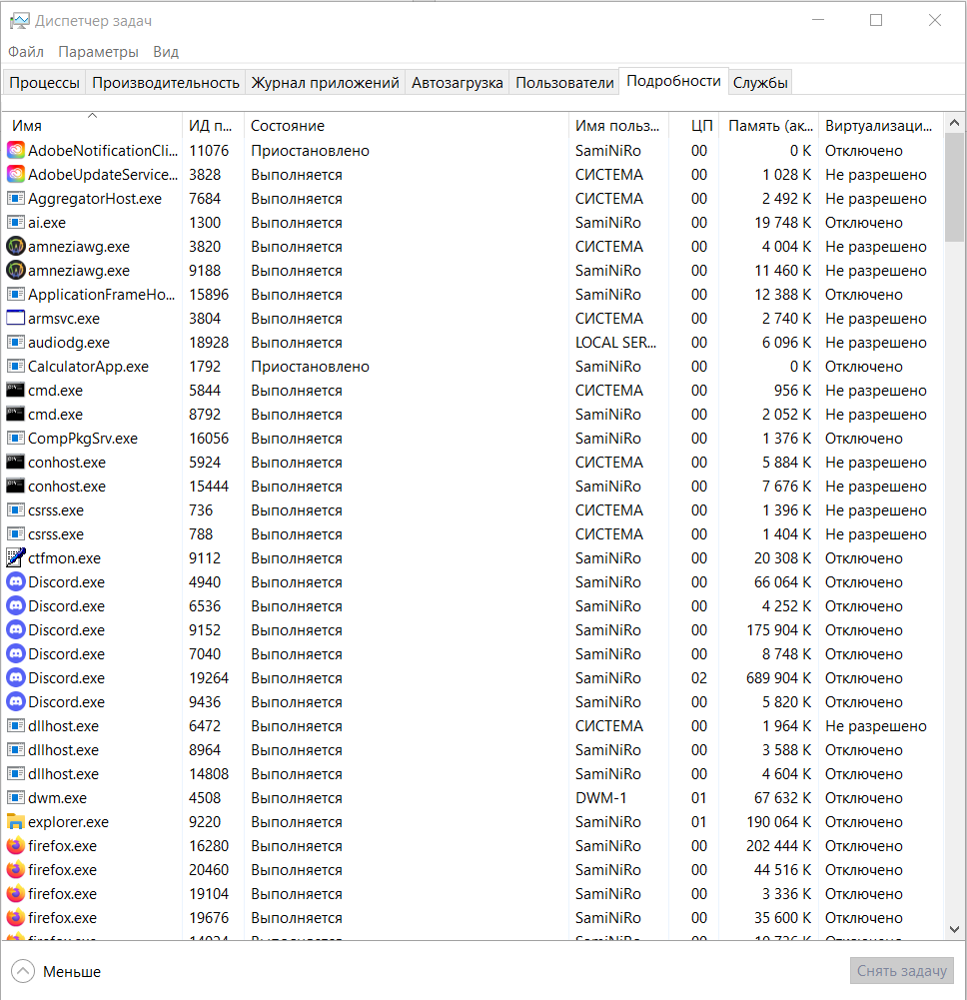 Диспетчер задач
Файл Параметры Вид
Процессы Производительность Журнал приложений Автозагрузка Пользователи Подробности Службы
Имя ИД п... Состояние Имя польз... ЦП Память (ак... Виртуализаци...
AdobeNotificationCli... 11076 Приостановлено SamiNiRo 00 0 K Отключено
AdobeUpdateService... 3828 Выполняется СИСТЕМА 00 1 028 K Не разрешено
AggregatorHost.exe 7684 Выполняется СИСТЕМА 00 2 492 K Не разрешено
ai.exe 1300 Выполняется SamiNiRo 00 19 748 K Отключено
amneziawg.exe 3820 Выполняется СИСТЕМА 00 4 004 K Не разрешено
amneziawg.exe 9188 Выполняется SamiNiRo 00 11 460 K Не разрешено
ApplicationFrameHo... 15896 Выполняется SamiNiRo 00 12 388 K Отключено
armsvc.exe 3804 Выполняется СИСТЕМА 00 2 740 K Не разрешено
audiodg.exe 18928 Выполняется LOCAL SER... 00 6 096 K Не разрешено
CalculatorApp.exe 1792 Приостановлено SamiNiRo 00 0 K Отключено
cmd.exe 5844 Выполняется СИСТЕМА 00 956 K Не разрешено
cmd.exe 8792 Выполняется SamiNiRo 00 2 052 K Не разрешено
CompPkgSrv.exe 16056 Выполняется SamiNiRo 00 1 376 K Отключено
conhost.exe 5924 Выполняется СИСТЕМА 00 5 884 K Не разрешено
conhost.exe 15444 Выполняется SamiNiRo 00 7 676 K Не разрешено
csrss.exe 736 Выполняется СИСТЕМА 00 1 396 K Не разрешено
csrss.exe 788 Выполняется СИСТЕМА 00 1 404 K Не разрешено
ctfmon.exe 9112 Выполняется SamiNiRo 00 20 308 K Отключено
Discord.exe 4940 Выполняется SamiNiRo 00 66 064 K Отключено
Discord.exe 6536 Выполняется SamiNiRo 00 4 252 K Отключено
Discord.exe 9152 Выполняется SamiNiRo 00 175 904 K Отключено
Discord.exe 7040 Выполняется SamiNiRo 00 8 748 K Отключено
Discord.exe 19264 Выполняется SamiNiRo 02 689 904 K Отключено
Discord.exe 9436 Выполняется SamiNiRo 00 5 820 K Отключено
dllhost.exe 6472 Выполняется СИСТЕМА 00 1 964 K Не разрешено
dllhost.exe 8964 Выполняется SamiNiRo 00 3 588 K Отключено
dllhost.exe 14808 Выполняется SamiNiRo 00 4 604 K Отключено
dwm.exe 4508 Выполняется DWM-1 01 67 632 K Отключено
explorer.exe 9220 Выполняется SamiNiRo 01 190 064 K Отключено
firefox.exe 16280 Выполняется SamiNiRo 00 202 444 K Отключено
firefox.exe 20460 Выполняется SamiNiRo 00 44 516 K Отключено
firefox.exe 19104 Выполняется SamiNiRo 00 3 336 K Отключено
firefox.exe 19676 Выполняется SamiNiRo 00 35 600 K Отключено
Меньше Снять задачу